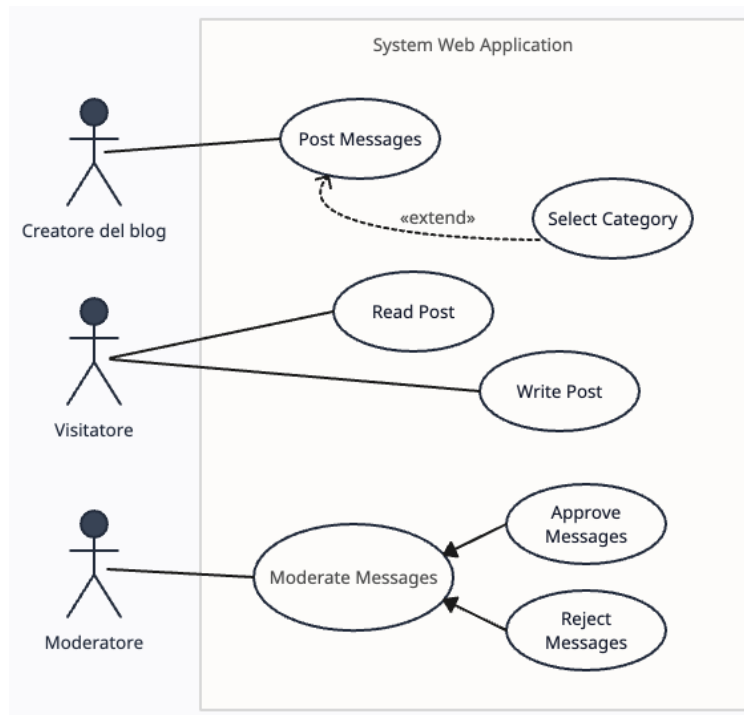 System Web Application
Post Messages
«extend»
Select Category
Creatore del blog
Read Post
Write Post
Visitatore
Approve
Messages
Moderate Messages
Reject
Messages
Moderatore